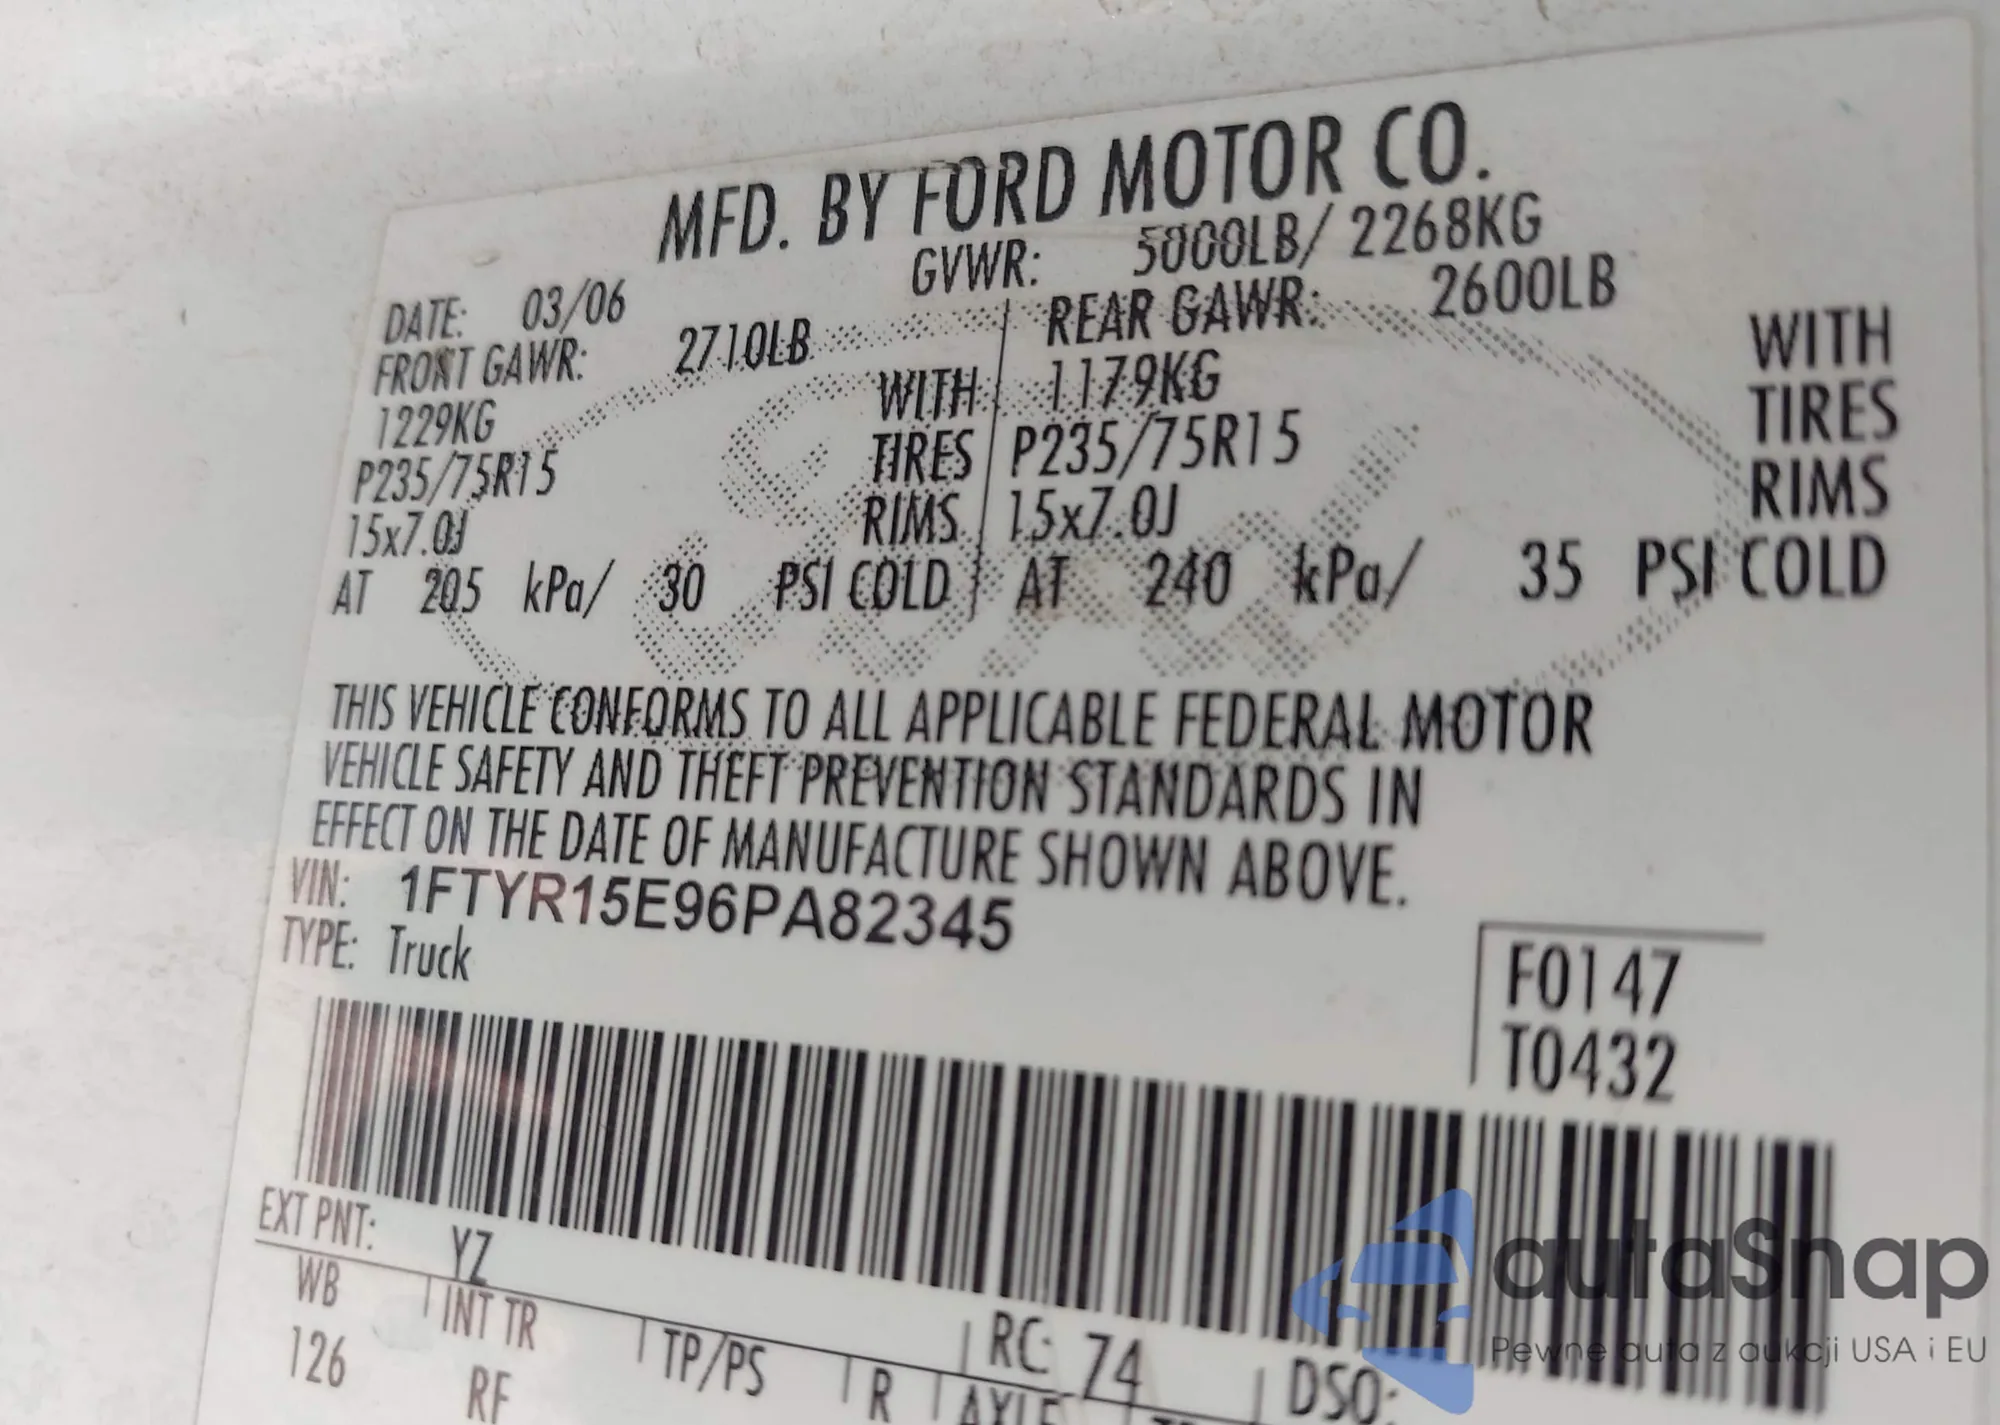 MFD. BY FORD MOTOR CO.
DATE: 03/06 GVWR: 5000LB/ 2268KG
FRONT GAWR: 2710LB REAR GAWR: 2600LB
1229KG WITH 1179KG WITH
P235/75R15 TIRES P235/75R15 TIRES
15x7.0J RIMS 15x7.0J RIMS
AT 205 kPa/ 30 PSI COLD AT 240 kPa/ 35 PSI COLD
THIS VEHICLE CONFORMS TO ALL APPLICABLE FEDERAL MOTOR
VEHICLE SAFETY AND THEFT PREVENTION STANDARDS IN
EFFECT ON THE DATE OF MANUFACTURE SHOWN ABOVE.
VIN: 1FTYR15E96PA82345
TYPE: Truck
F0147
T0432
EXT PNT: YZ RC: 74 DSO:
WB INT TR TP/PS R AXLE
126 RF
autaSnap
Pewne auta z aukcji USA i EU